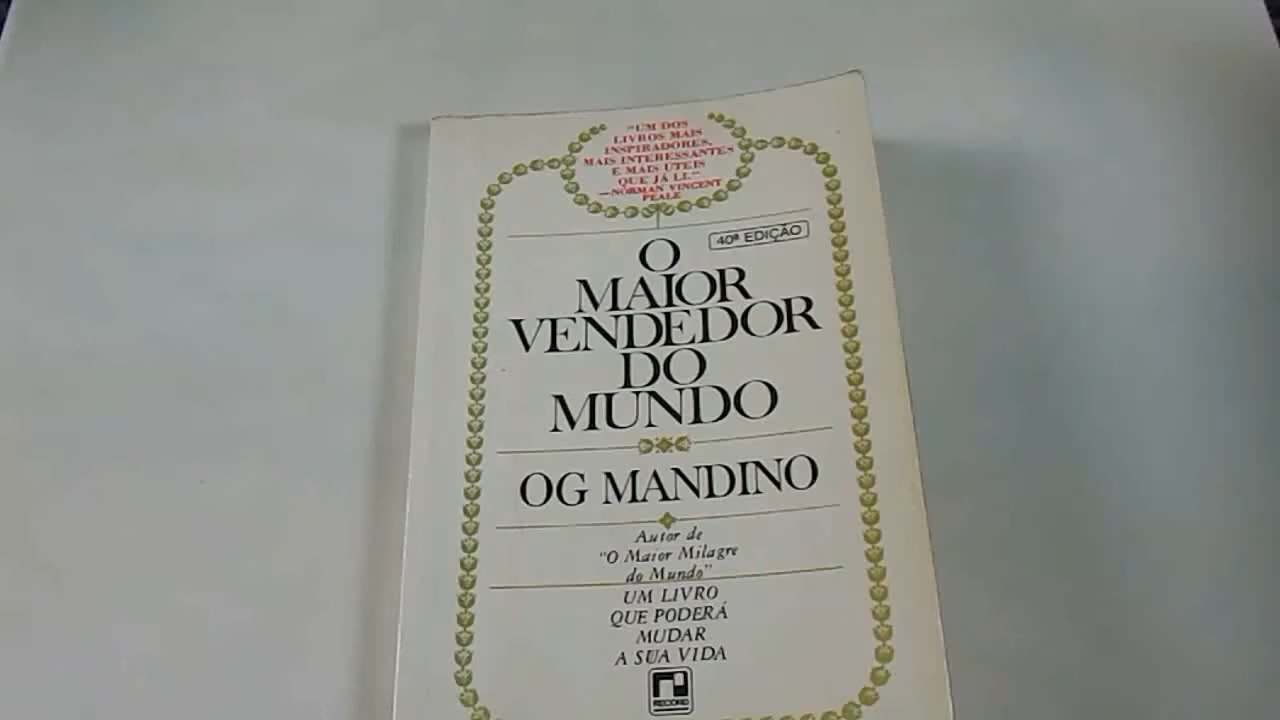 "UM DOS
LIVROS MAIS
INSPIRADORES,
MAIS INTERESSANTES
E MAIS ÚTEIS
QUE JÁ LI."
—NORMAN VINCENT
PEALE
40ª EDIÇÃO
O
MAIOR
VENDEDOR
DO
MUNDO
OG MANDINO
Autor de
"O Maior Milagre
do Mundo"
UM LIVRO
QUE PODERÁ
MUDAR
A SUA VIDA
RECORD